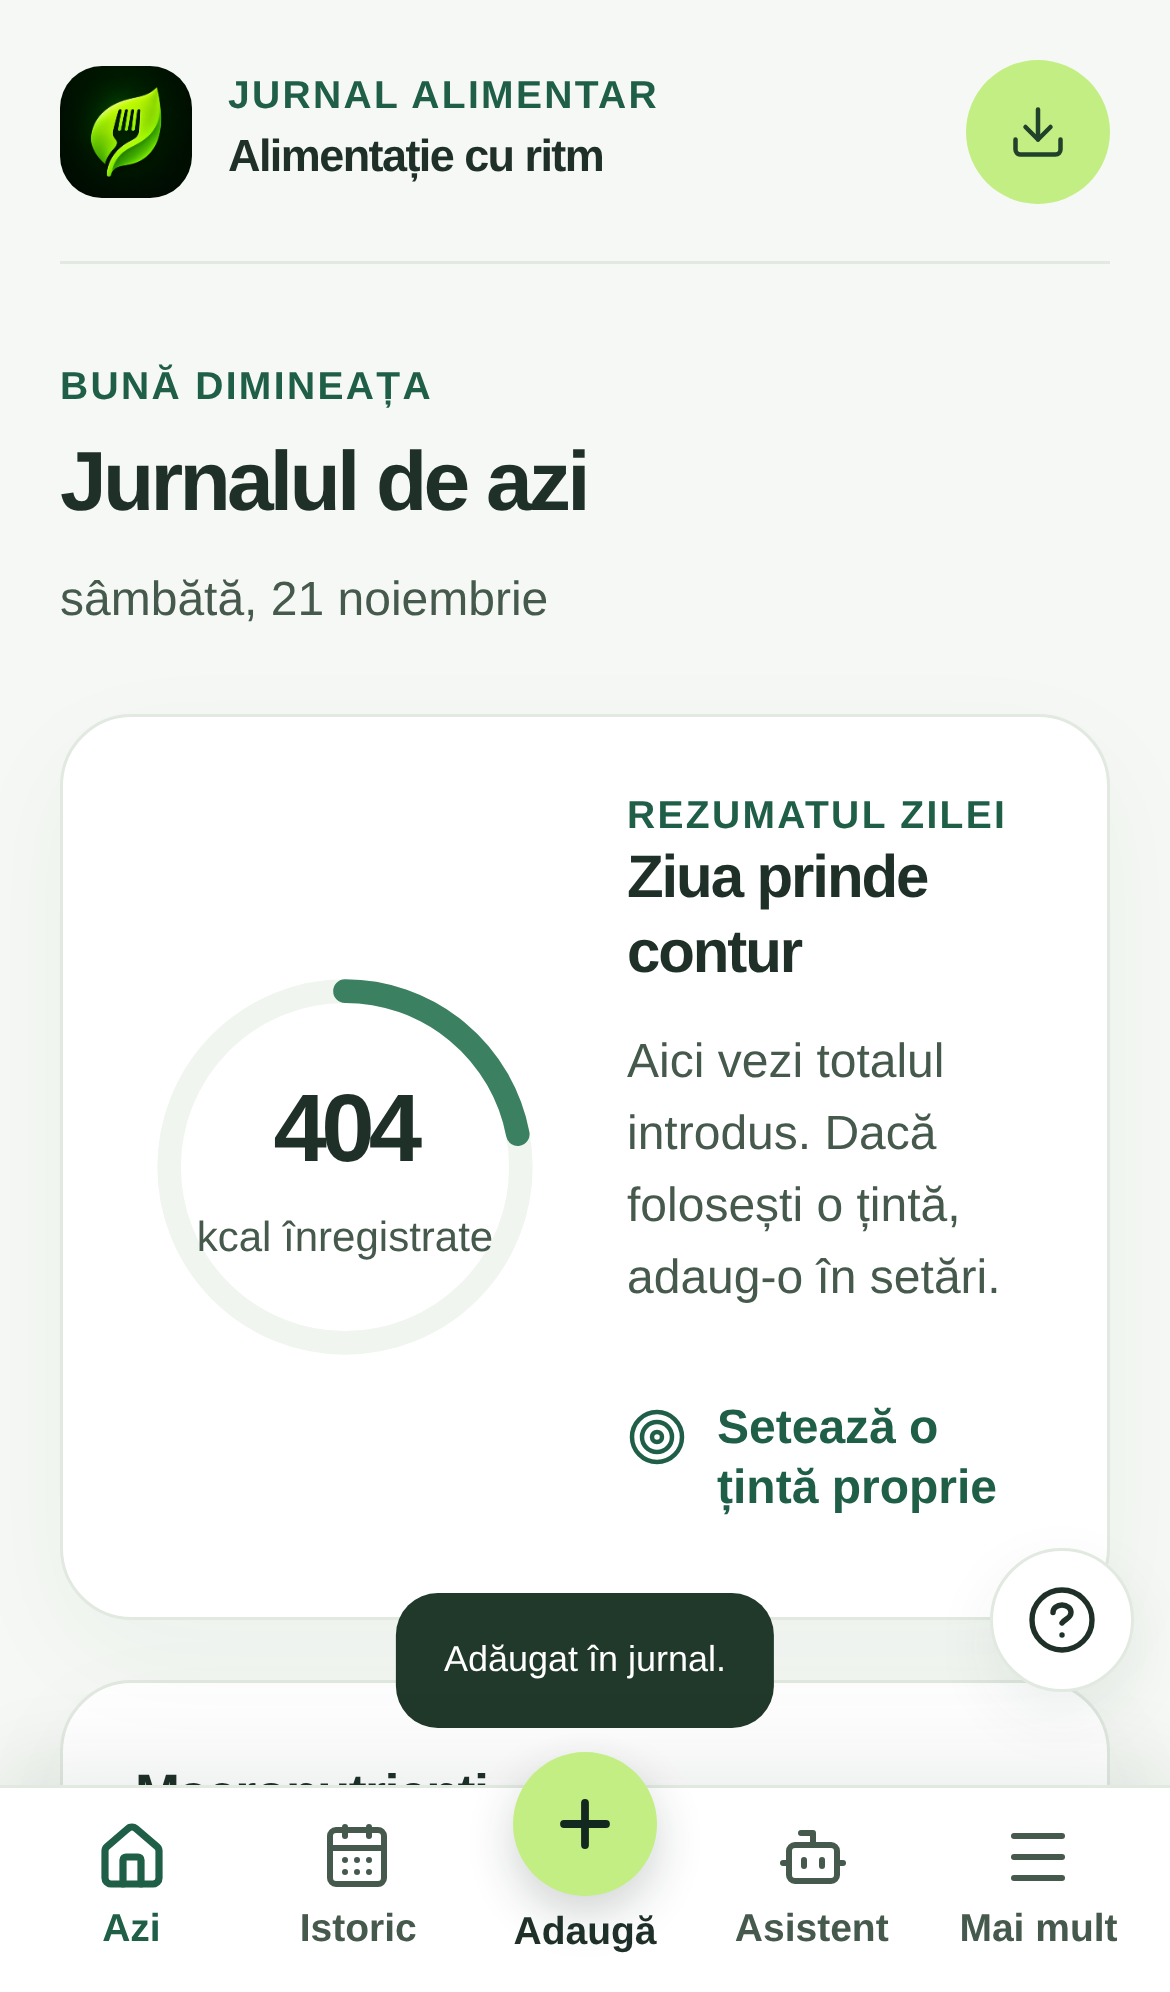 JURNAL ALIMENTAR
Alimentație cu ritm
BUNĂ DIMINEAȚA
Jurnalul de azi
sâmbătă, 21 noiembrie
REZUMATUL ZILEI
Ziua prinde
contur
404
kcal înregistrate
Aici vezi totalul
introdus. Dacă
folosești o țintă,
adaug-o în setări.
Setează o
țintă proprie
Adăugat în jurnal.
Macronutrienți
Azi
Istoric
Adaugă
Asistent
Mai mult